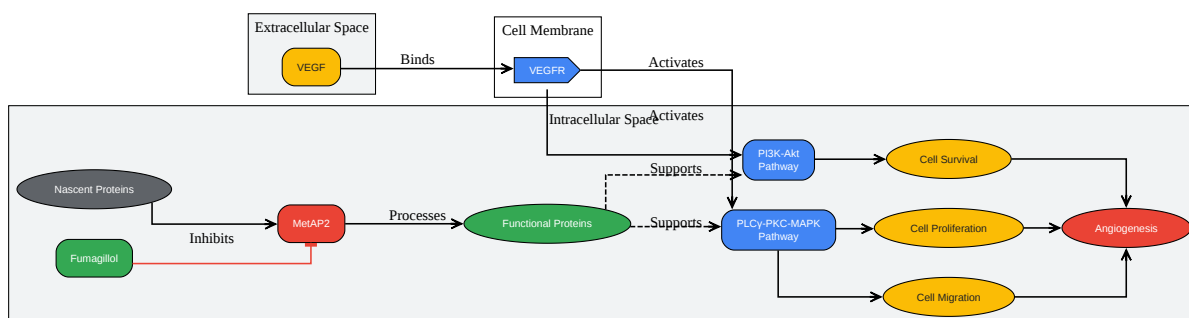 Extracellular Space
Cell Membrane
VEGF
Binds
VEGFR
Activates
Intracellular Space
Activates
PI3K-Akt
Pathway
Cell Survival
Supports
Nascent Proteins
MetAP2
Processes
Functional Proteins
Supports
PLCγ-PKC-MAPK
Pathway
Cell Proliferation
Angiogenesis
Inhibits
Fumagillol
Cell Migration